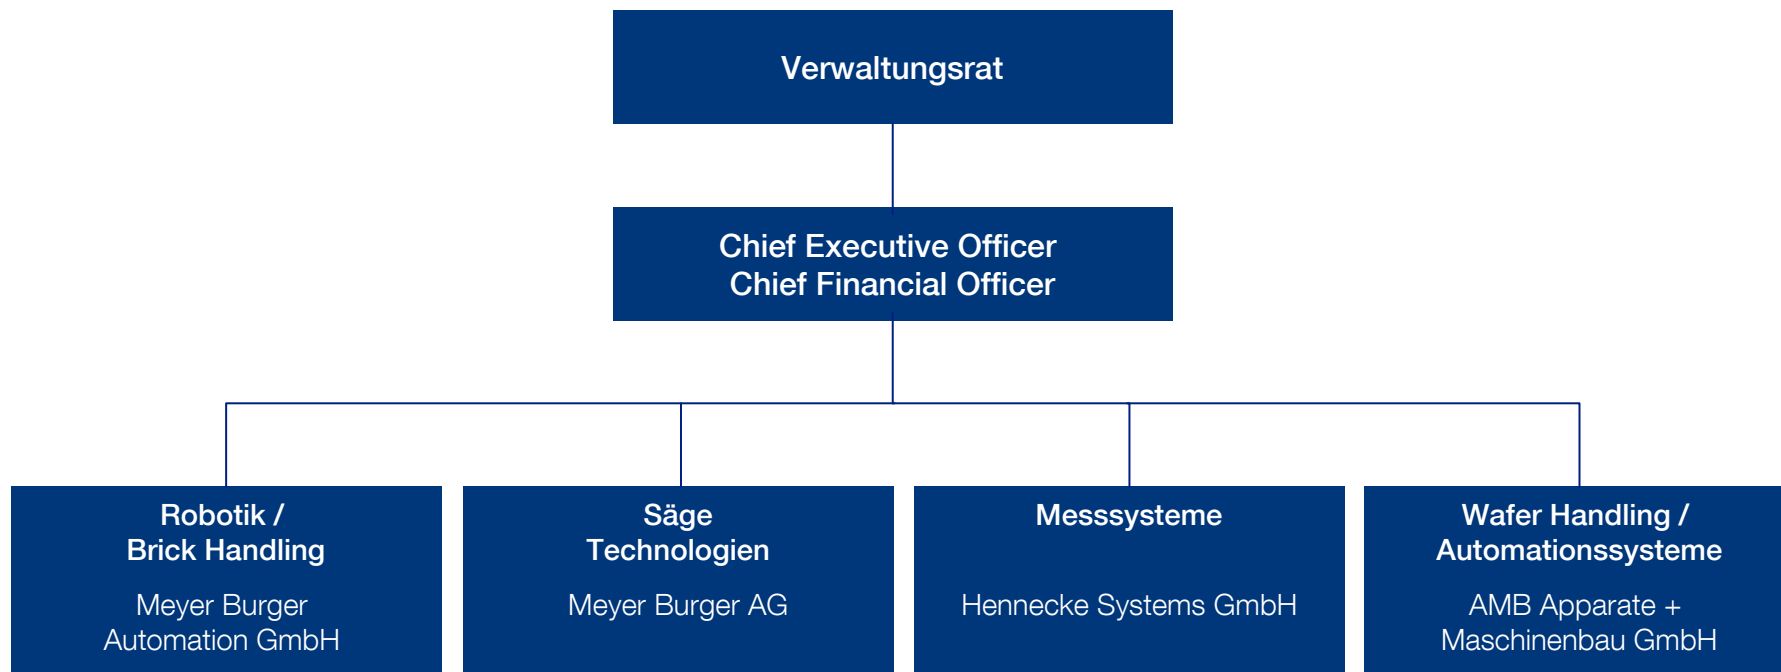 Verwaltungsrat
Chief Executive Officer
Chief Financial Officer
Robotik /
Brick Handling
Meyer Burger
Automation GmbH
Säge
Technologien
Meyer Burger AG
Messsysteme
Hennecke Systems GmbH
Wafer Handling /
Automationssysteme
AMB Apparate +
Maschinenbau GmbH